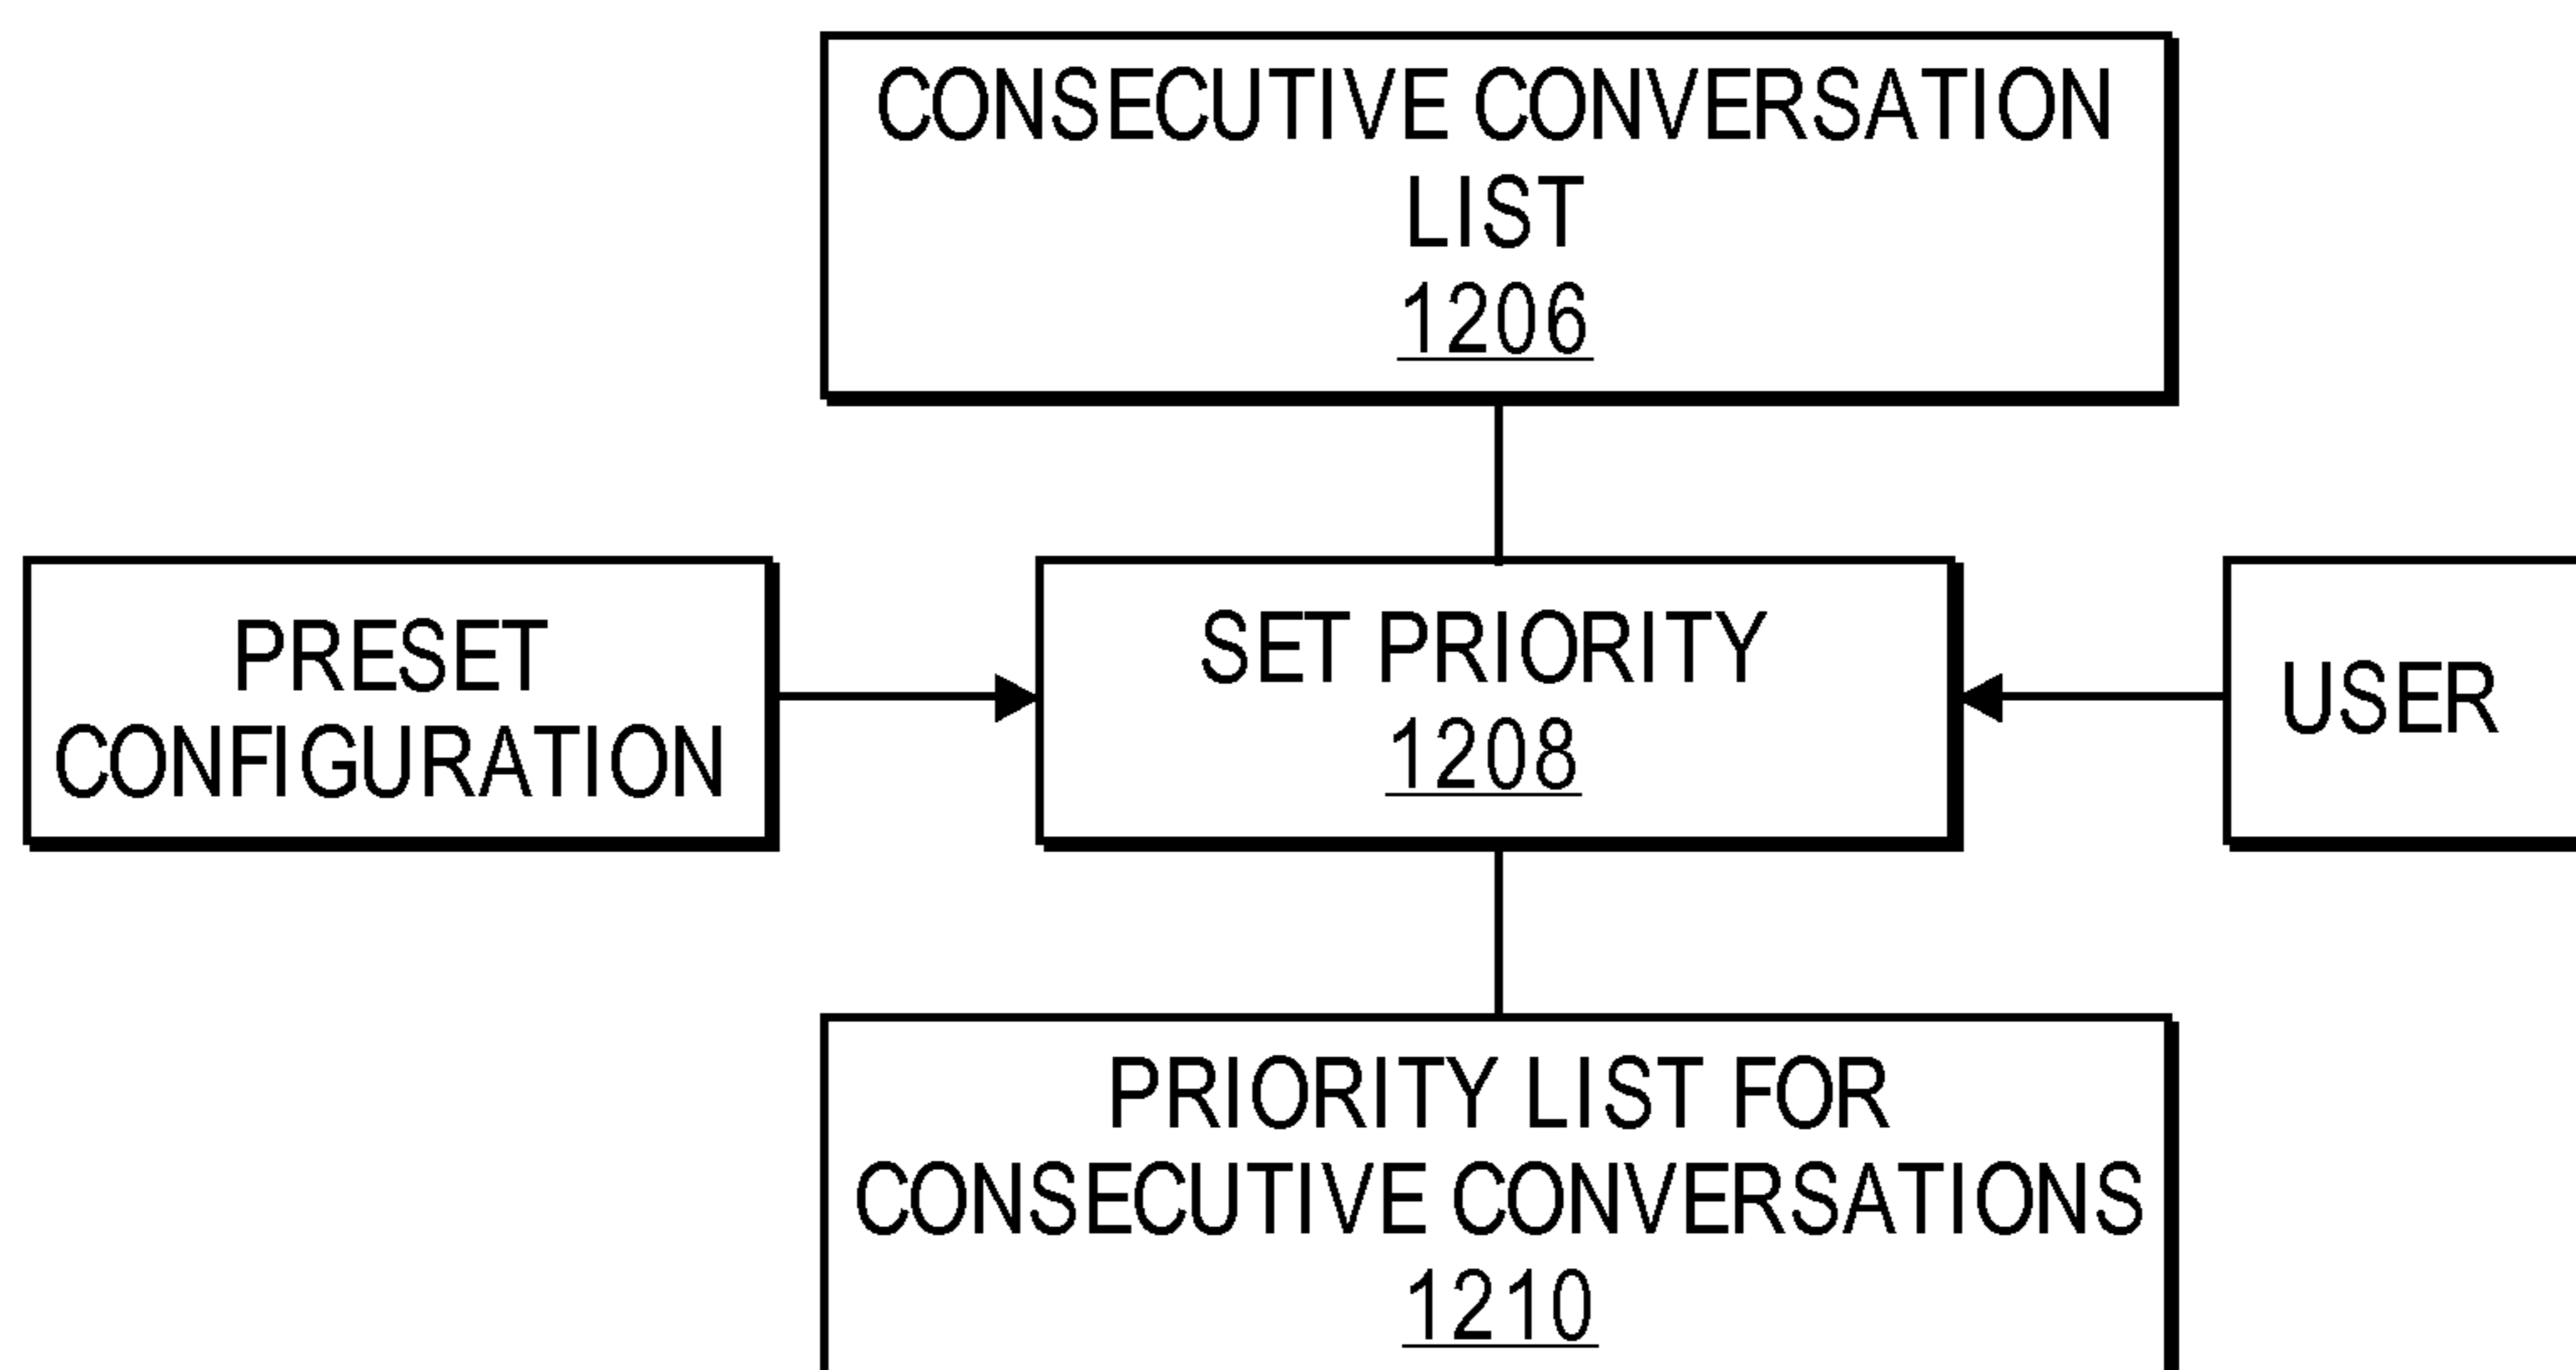 CONSECUTIVE CONVERSATION
LIST
1206
PRESET
CONFIGURATION
SET PRIORITY
1208
USER
PRIORITY LIST FOR
CONSECUTIVE CONVERSATIONS
1210